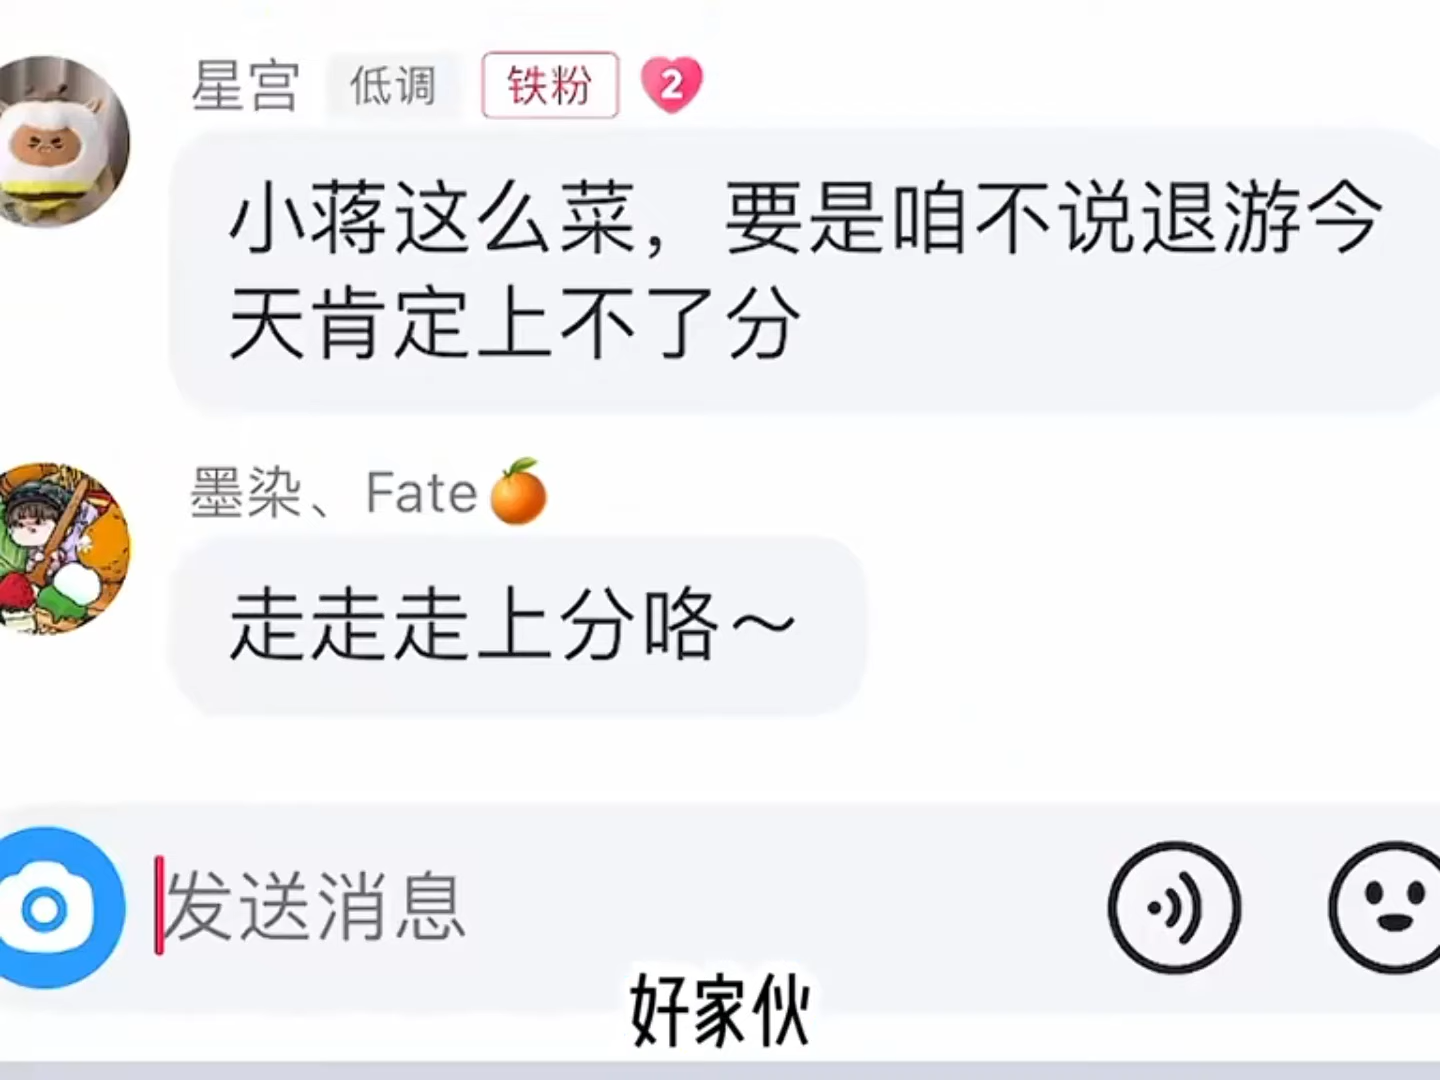 星宫 低调 铁粉 2
小蒋这么菜，要是咱不说退游今
天肯定上不了分
墨染、Fate🍊
走走走上分咯～
发送消息
好家伙